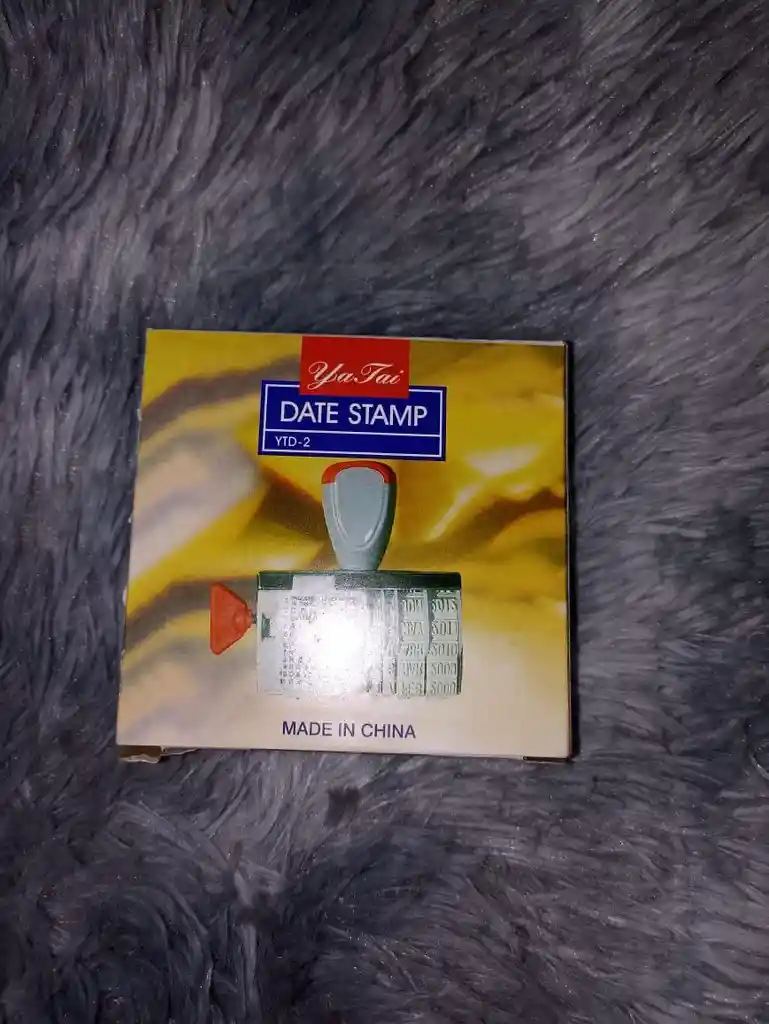 YaTai
DATE STAMP
YTD-2
MADE IN CHINA